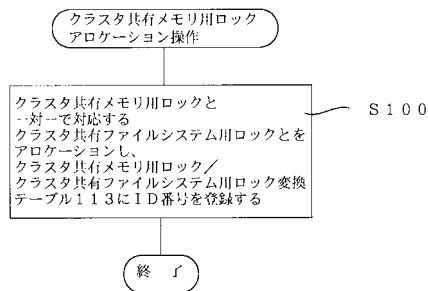 クラスタ共有メモリ用ロック
アロケーション操作
クラスタ共有メモリ用ロックと
一対一で対応する
クラスタ共有ファイルシステム用ロックとを
アロケーションし、
クラスタ共有メモリ用ロック／
クラスタ共有ファイルシステム用ロック変換
テーブル１１３にＩＤ番号を登録する
Ｓ１００
終　了